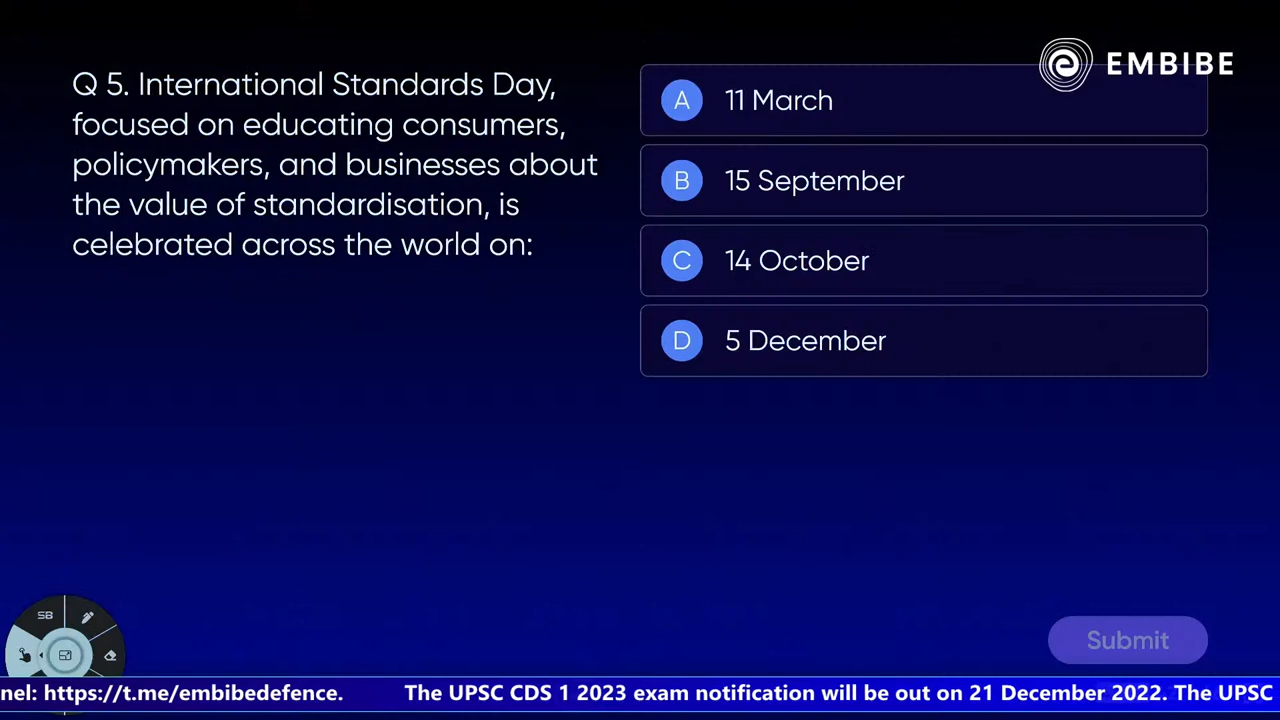 EMBIBE
Q 5. International Standards Day,
focused on educating consumers,
policymakers, and businesses about
the value of standardisation, is
celebrated across the world on:
A 11 March
B 15 September
C 14 October
D 5 December
Submit
SB
nel: https://t.me/embibedefence. The UPSC CDS 1 2023 exam notification will be out on 21 December 2022. The UPSC